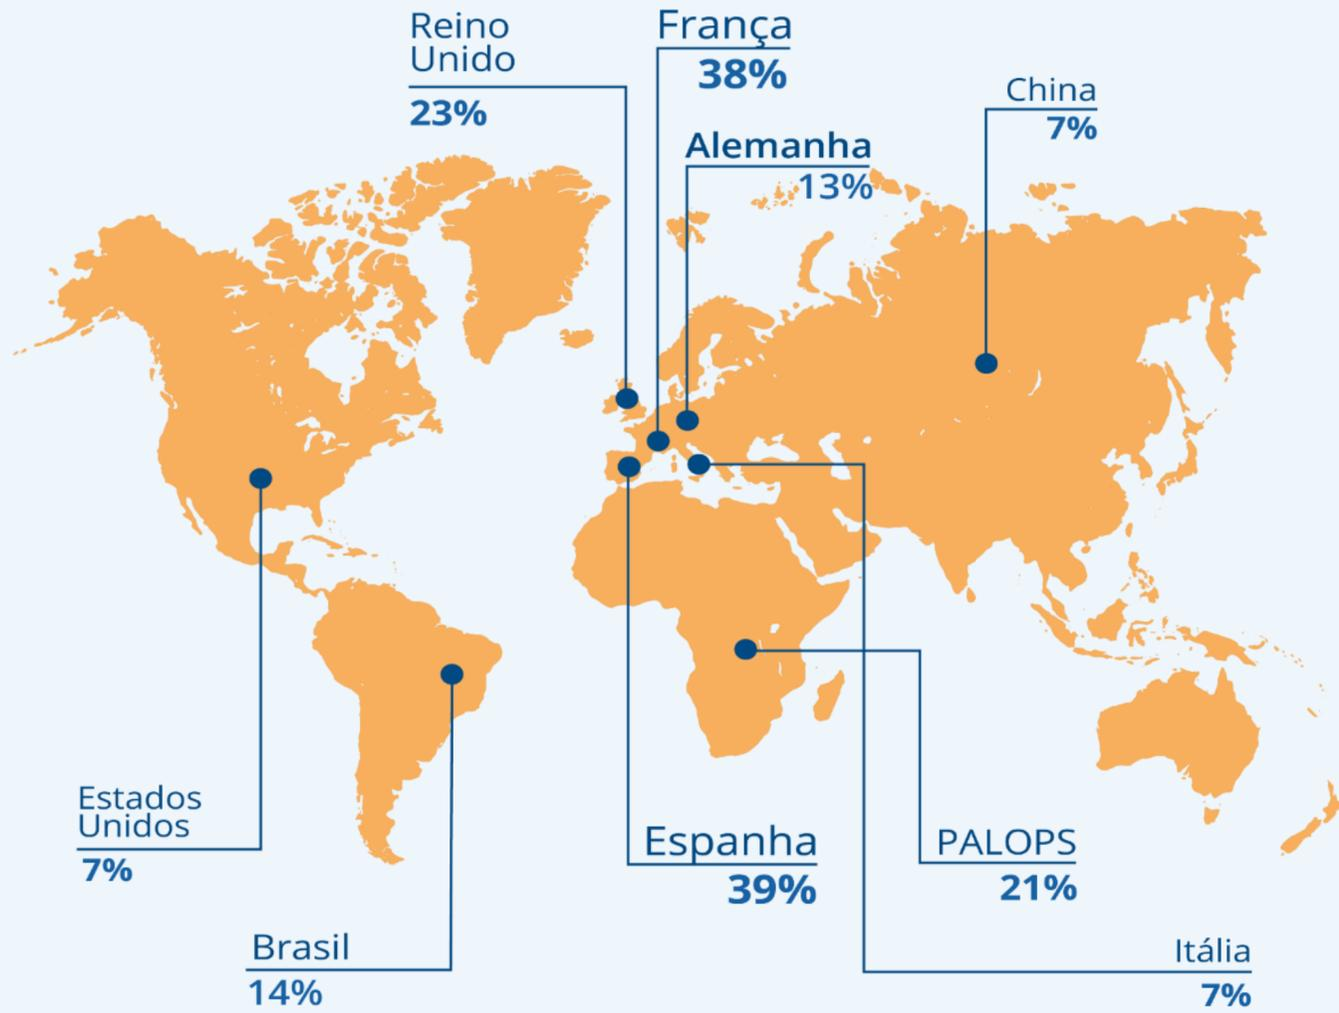 Reino
Unido
23%
França
38%
Alemanha
13%
China
7%
Estados
Unidos
7%
Brasil
14%
Espanha
39%
PALOPS
21%
Itália
7%